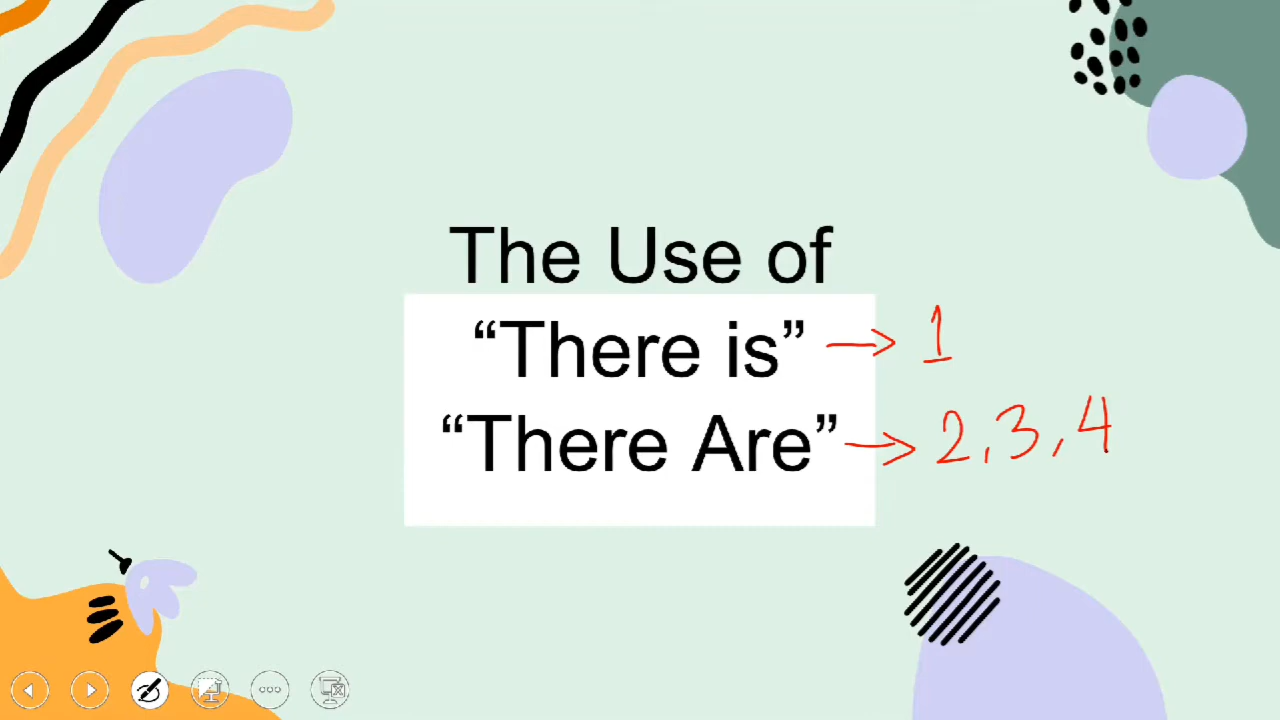 The Use of
“There is” → 1
“There Are” → 2, 3, 4